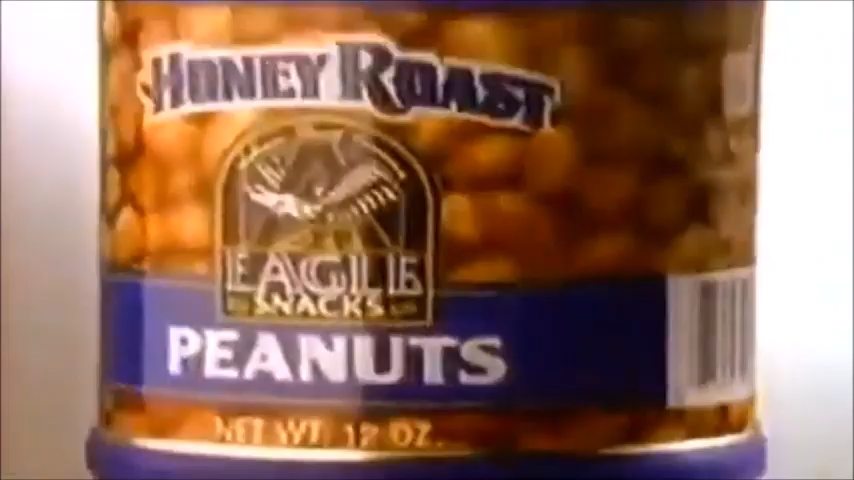 HONEY ROAST
EAGLE
SNACKS
PEANUTS
NET WT. 12 OZ.